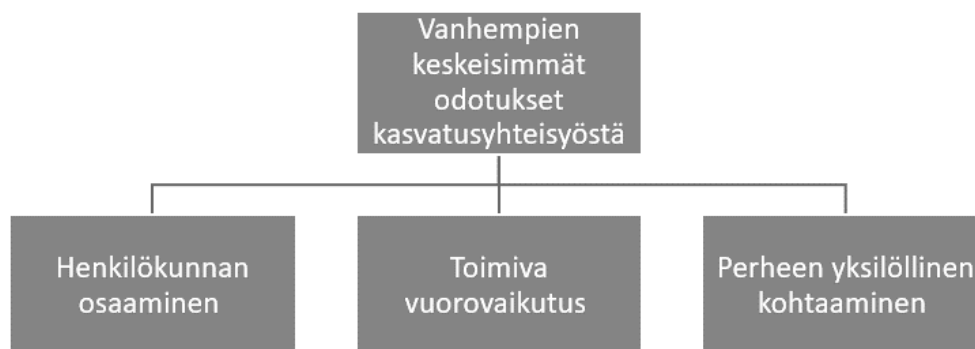 Vanhempien
keskeisimmät
odotukset
kasvatusyhteisyöstä
Henkilökunnan
osaaminen
Toimiva
vuorovaikutus
Perheen yksilöllinen
kohtaaminen